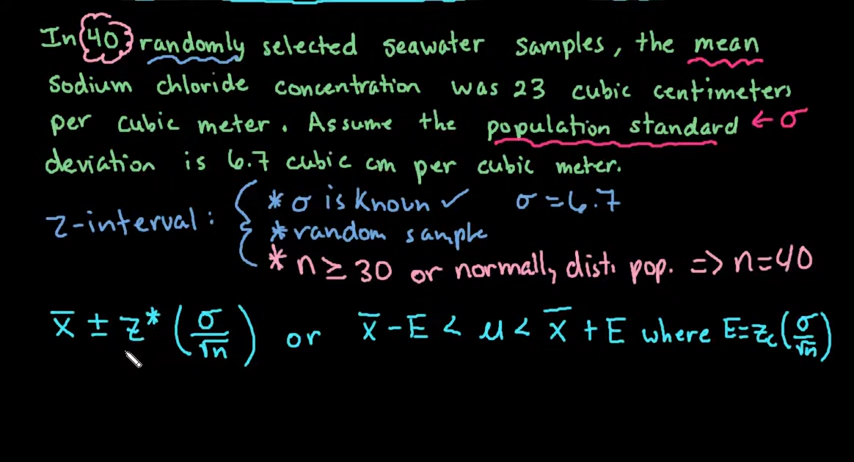 In 40 randomly selected seawater samples, the mean
sodium chloride concentration was 23 cubic centimeters
per cubic meter. Assume the population standard ← σ
deviation is 6.7 cubic cm per cubic meter.
z-interval: { * σ is known ✓ σ = 6.7
* random sample
* n ≥ 30 or normally dist. pop. => n = 40
x̄ ± z* (σ/√n) or x̄ - E < μ < x̄ + E where E = zc (σ/√n)